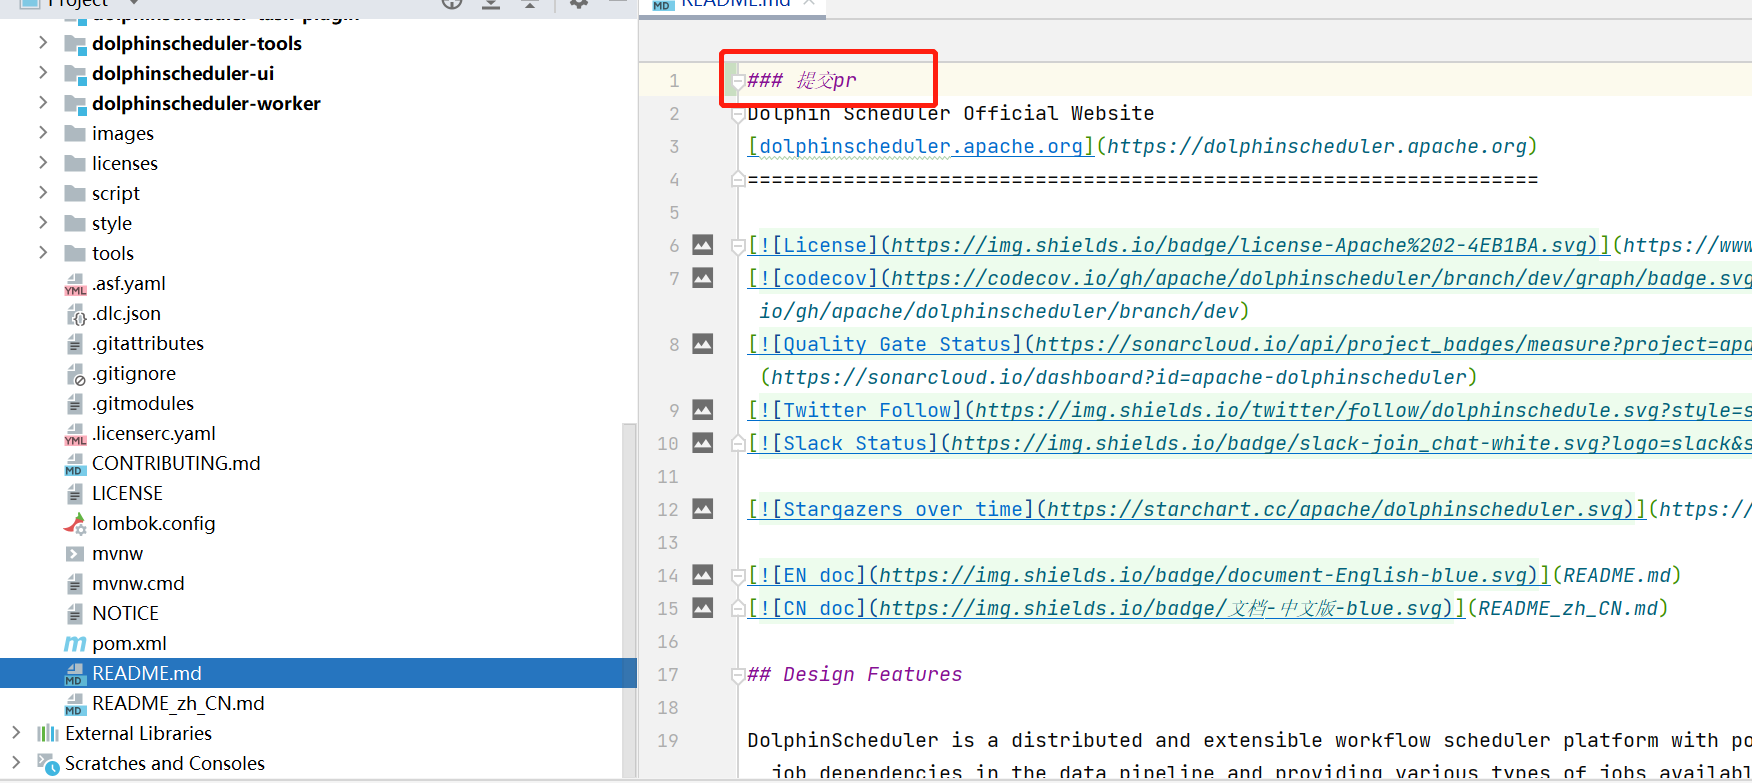 Project
dolphinscheduler-task-plugin
dolphinscheduler-tools
dolphinscheduler-ui
dolphinscheduler-worker
images
licenses
script
style
tools
.asf.yaml
.dlc.json
.gitattributes
.gitignore
.gitmodules
.licenserc.yaml
CONTRIBUTING.md
LICENSE
lombok.config
mvnw
mvnw.cmd
NOTICE
pom.xml
README.md
README_zh_CN.md
External Libraries
Scratches and Consoles
README.md
1 ### 提交pr
2 Dolphin Scheduler Official Website
3 [dolphinscheduler.apache.org](https://dolphinscheduler.apache.org)
4 ==================================================================
5
6 [![License](https://img.shields.io/badge/license-Apache%202-4EB1BA.svg)](https://www
7 [![codecov](https://codecov.io/gh/apache/dolphinscheduler/branch/dev/graph/badge.svg
io/gh/apache/dolphinscheduler/branch/dev)
8 [![Quality Gate Status](https://sonarcloud.io/api/project_badges/measure?project=apa
(https://sonarcloud.io/dashboard?id=apache-dolphinscheduler)
9 [![Twitter Follow](https://img.shields.io/twitter/follow/dolphinschedule.svg?style=s
10 [![Slack Status](https://img.shields.io/badge/slack-join_chat-white.svg?logo=slack&s
11
12 [![Stargazers over time](https://starchart.cc/apache/dolphinscheduler.svg)](https://
13
14 [![EN doc](https://img.shields.io/badge/document-English-blue.svg)](README.md)
15 [![CN doc](https://img.shields.io/badge/文档-中文版-blue.svg)](README_zh_CN.md)
16
17 ## Design Features
18
19 DolphinScheduler is a distributed and extensible workflow scheduler platform with po
job dependencies in the data pipeline and providing various types of jobs availabl